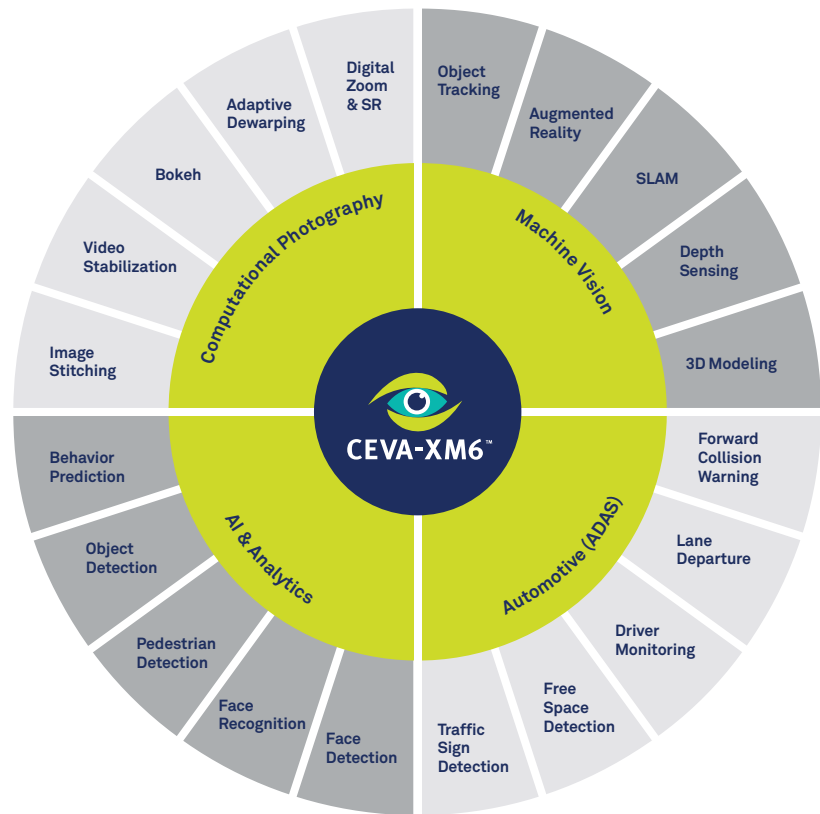 Digital
Zoom
& SR
Object
Tracking
Adaptive
Dewarping
Augmented
Reality
Bokeh
SLAM
Video
Stabilization
Depth
Sensing
Image
Stitching
3D Modeling
Computational Photography
Machine Vision
CEVA-XM6™
AI & Analytics
Automotive (ADAS)
Behavior
Prediction
Forward
Collision
Warning
Object
Detection
Lane
Departure
Pedestrian
Detection
Driver
Monitoring
Face
Recognition
Free
Space
Detection
Face
Detection
Traffic
Sign
Detection